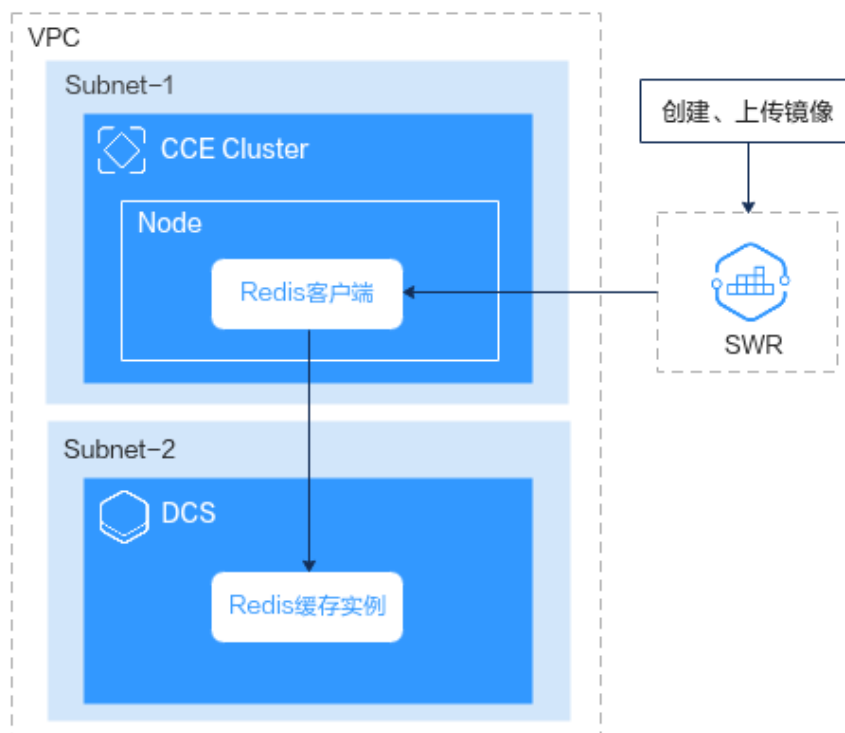 VPC
Subnet-1
CCE Cluster
Node
Redis客户端
创建、上传镜像
SWR
Subnet-2
DCS
Redis缓存实例